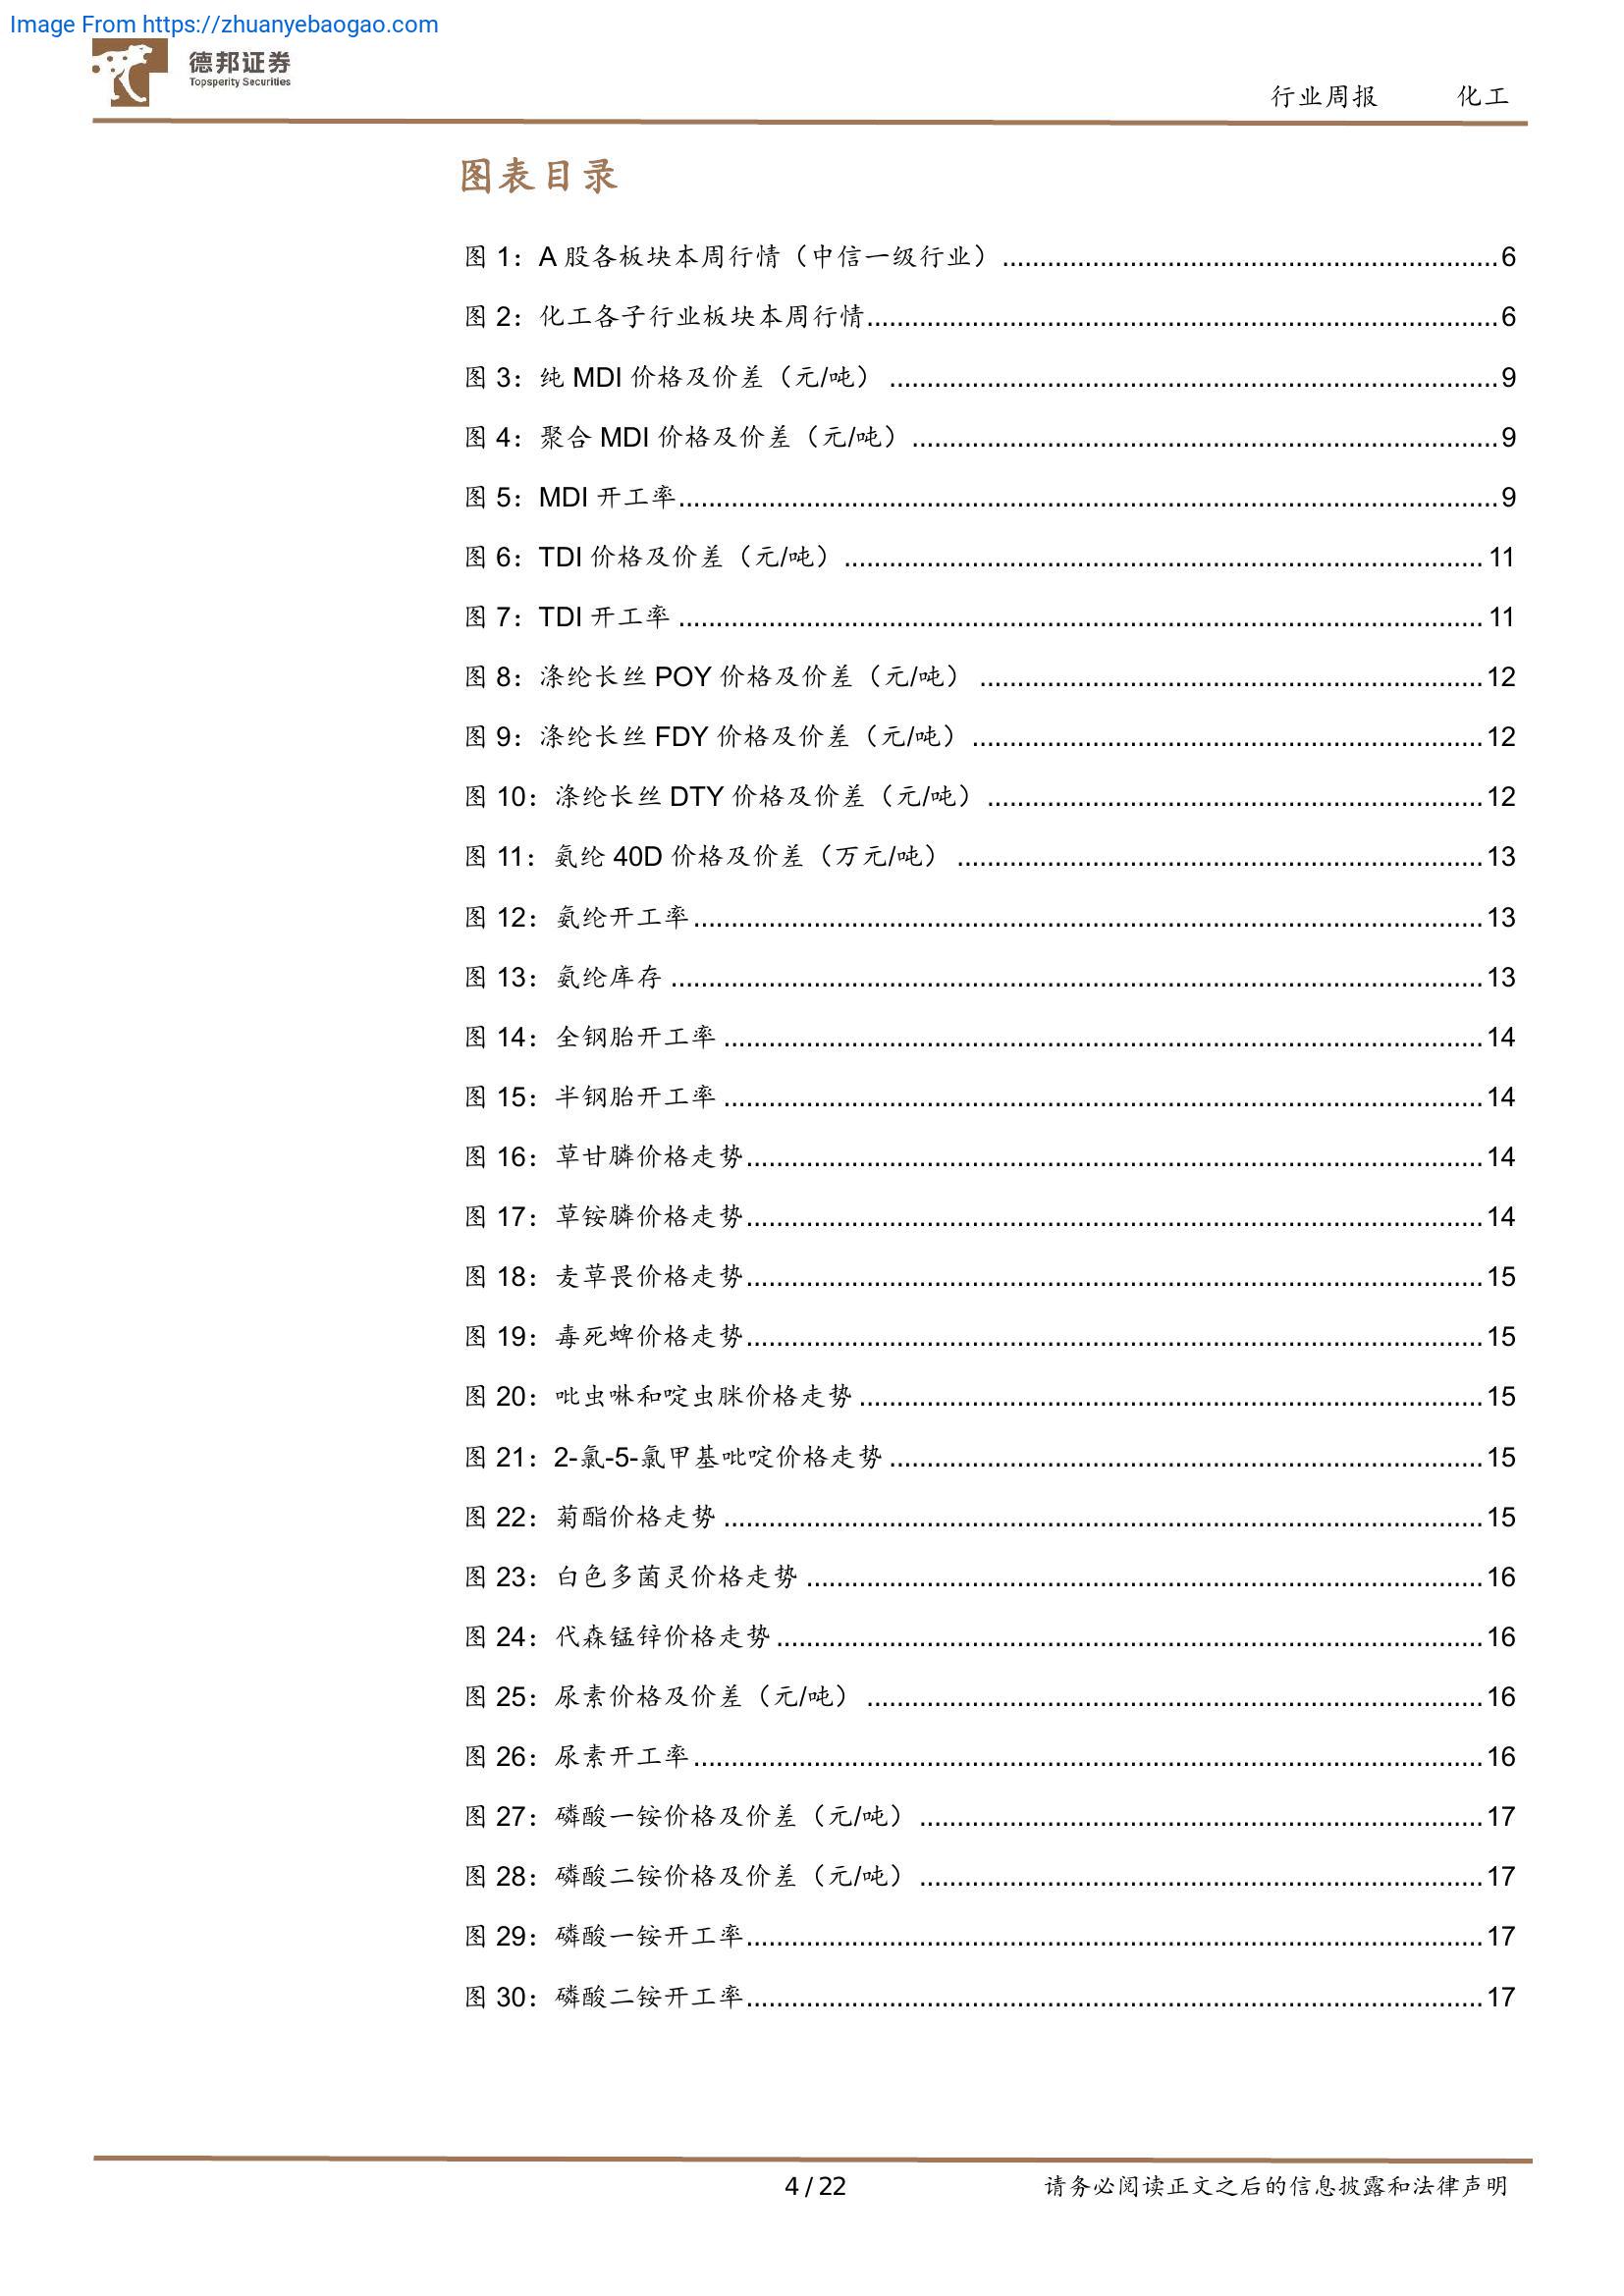 Image From https://zhuanyebaogao.com
德邦证券
Topsperity Securities
行业周报 化工
图表目录
图 1：A 股各板块本周行情（中信一级行业）..................................................................6
图 2：化工各子行业板块本周行情....................................................................................6
图 3：纯 MDI 价格及价差（元/吨）.................................................................................9
图 4：聚合 MDI 价格及价差（元/吨）..............................................................................9
图 5：MDI 开工率.............................................................................................................9
图 6：TDI 价格及价差（元/吨）.....................................................................................11
图 7：TDI 开工率...........................................................................................................11
图 8：涤纶长丝 POY 价格及价差（元/吨）...................................................................12
图 9：涤纶长丝 FDY 价格及价差（元/吨）....................................................................12
图 10：涤纶长丝 DTY 价格及价差（元/吨）..................................................................12
图 11：氨纶 40D 价格及价差（万元/吨）......................................................................13
图 12：氨纶开工率.........................................................................................................13
图 13：氨纶库存............................................................................................................13
图 14：全钢胎开工率.....................................................................................................14
图 15：半钢胎开工率.....................................................................................................14
图 16：草甘膦价格走势..................................................................................................14
图 17：草铵膦价格走势..................................................................................................14
图 18：麦草畏价格走势..................................................................................................15
图 19：毒死蜱价格走势..................................................................................................15
图 20：吡虫啉和啶虫脒价格走势...................................................................................15
图 21：2-氯-5-氯甲基吡啶价格走势...............................................................................15
图 22：菊酯价格走势.....................................................................................................15
图 23：白色多菌灵价格走势..........................................................................................16
图 24：代森锰锌价格走势..............................................................................................16
图 25：尿素价格及价差（元/吨）..................................................................................16
图 26：尿素开工率.........................................................................................................16
图 27：磷酸一铵价格及价差（元/吨）...........................................................................17
图 28：磷酸二铵价格及价差（元/吨）...........................................................................17
图 29：磷酸一铵开工率..................................................................................................17
图 30：磷酸二铵开工率..................................................................................................17
4 / 22 请务必阅读正文之后的信息披露和法律声明